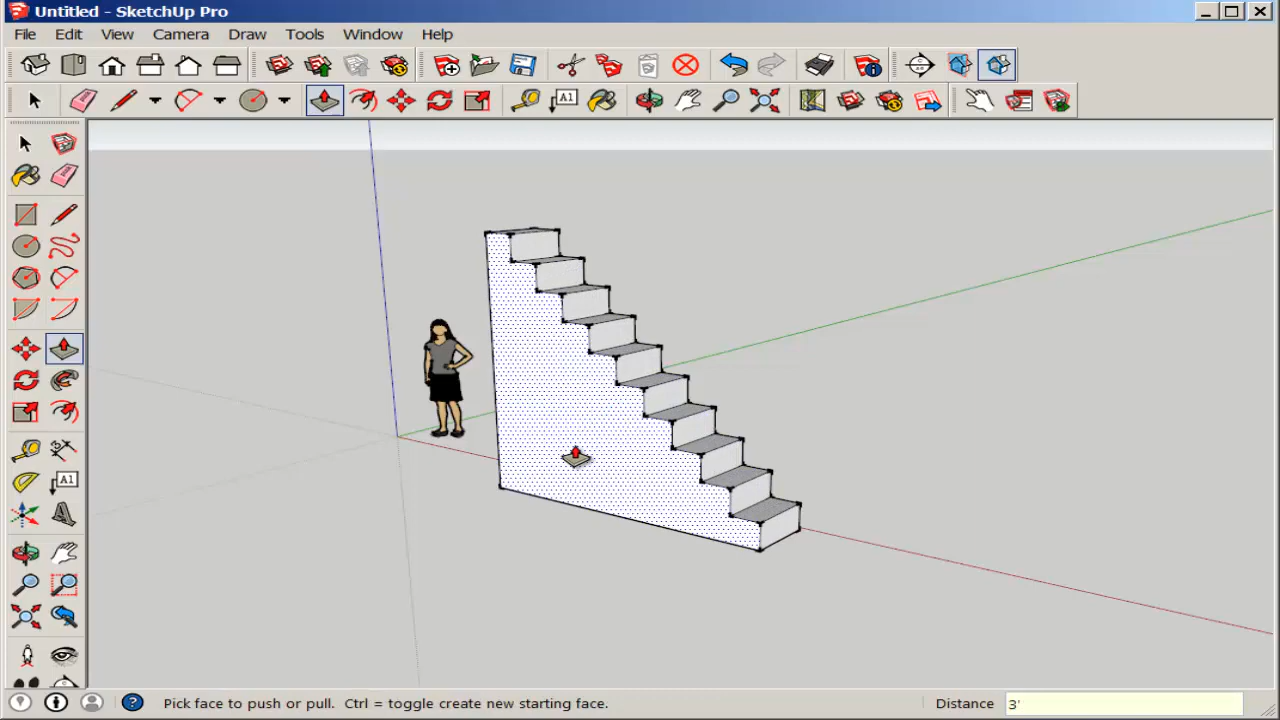 Untitled - SketchUp Pro
File Edit View Camera Draw Tools Window Help
A1
A1
Pick face to push or pull. Ctrl = toggle create new starting face. Distance 3'